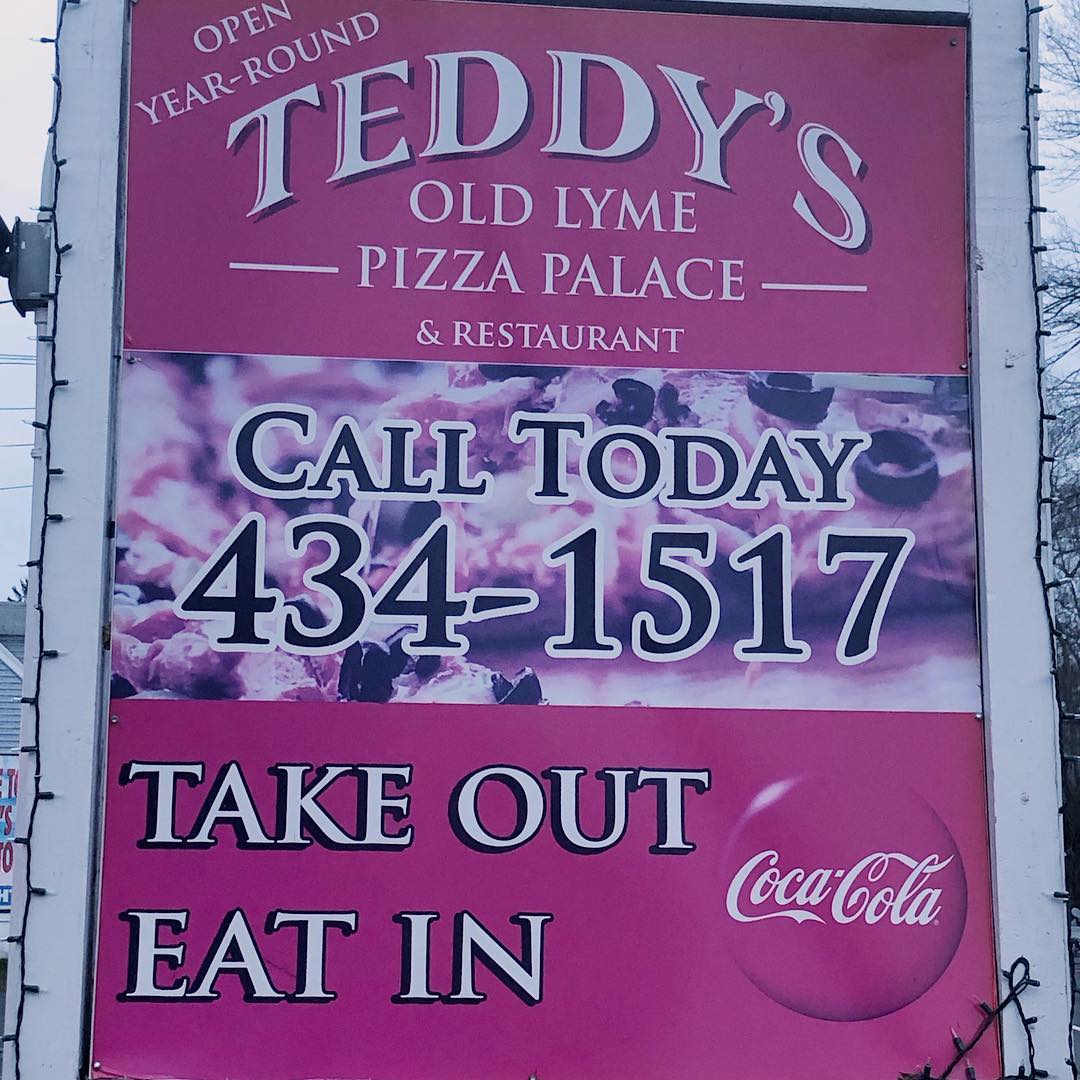 OPEN
YEAR-ROUND
TEDDY'S
OLD LYME
PIZZA PALACE
& RESTAURANT
CALL TODAY
434-1517
TAKE OUT
EAT IN
Coca-Cola